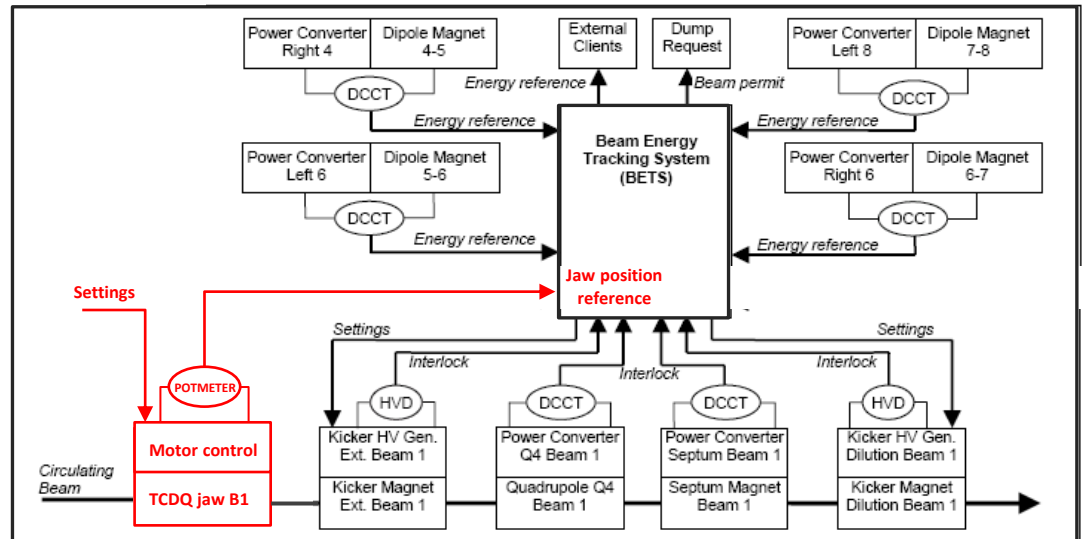 Power Converter
Right 4
Dipole Magnet
4-5
External
Clients
Dump
Request
Power Converter
Left 8
Dipole Magnet
7-8
DCCT
Energy reference
Beam permit
DCCT
Energy reference
Energy reference
Beam Energy
Tracking System
(BETS)
Power Converter
Left 6
Dipole Magnet
5-6
Power Converter
Right 6
Dipole Magnet
6-7
DCCT
DCCT
Energy reference
Energy reference
Jaw position
reference
Settings
Settings
Settings
Interlock
Interlock
Interlock
POTMETER
HVD
DCCT
DCCT
HVD
Motor control
Kicker HV Gen.
Ext. Beam 1
Power Converter
Q4 Beam 1
Power Converter
Septum Beam 1
Kicker HV Gen.
Dilution Beam 1
Circulating
Beam
TCDQ jaw B1
Kicker Magnet
Ext. Beam 1
Quadrupole Q4
Beam 1
Septum Magnet
Beam 1
Kicker Magnet
Dilution Beam 1